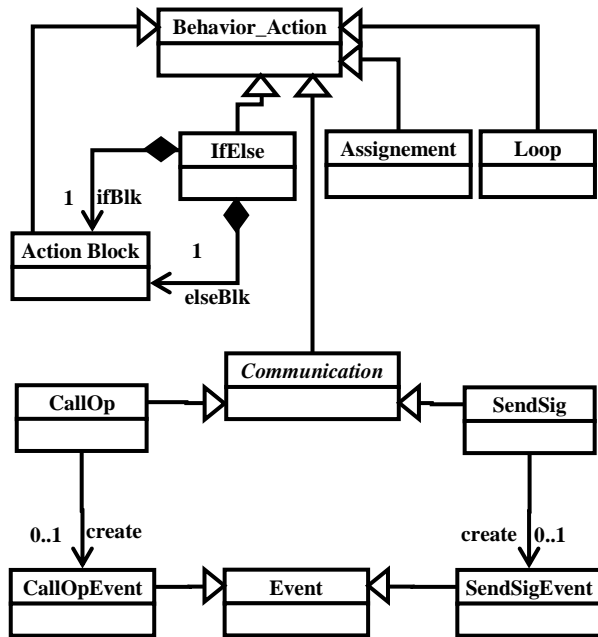 Behavior_Action
IfElse
Assignement
Loop
1
ifBlk
Action Block
1
elseBlk
Communication
CallOp
SendSig
0..1
create
create
0..1
CallOpEvent
Event
SendSigEvent